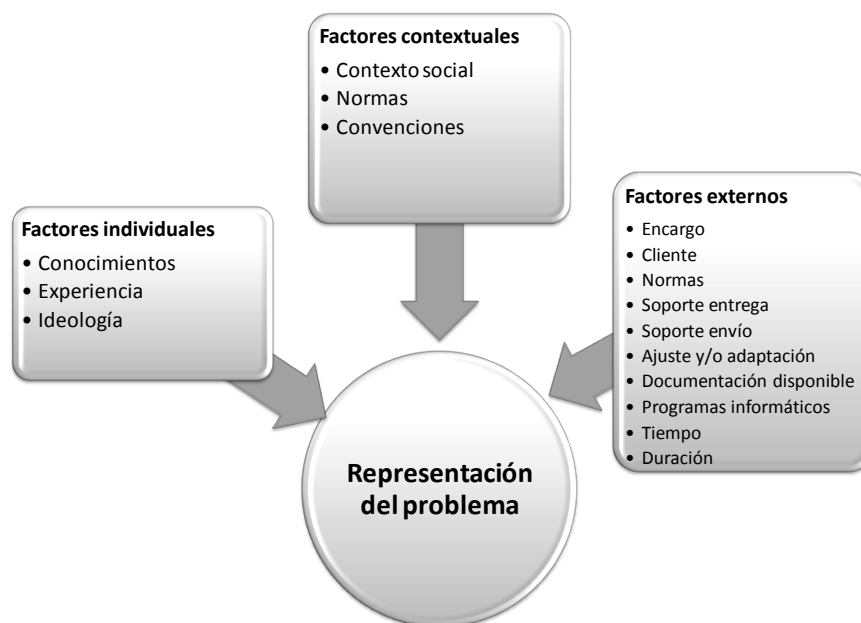 Factores contextuales
• Contexto social
• Normas
• Convenciones
Factores individuales
• Conocimientos
• Experiencia
• Ideología
Factores externos
• Encargo
• Cliente
• Normas
• Soporte entrega
• Soporte envío
• Ajuste y/o adaptación
• Documentación disponible
• Programas informáticos
• Tiempo
• Duración
Representación
del problema